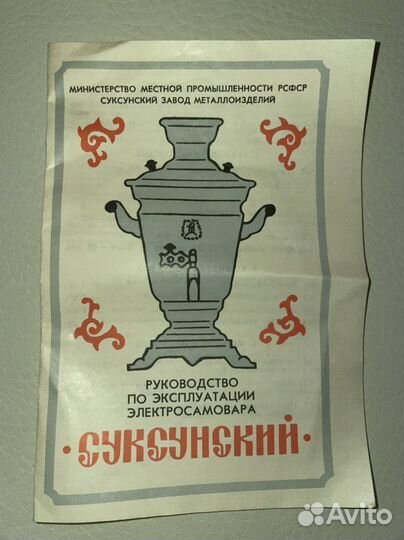 МИНИСТЕРСТВО МЕСТНОЙ ПРОМЫШЛЕННОСТИ РСФСР
СУКСУНСКИЙ ЗАВОД МЕТАЛЛОИЗДЕЛИЙ
РУКОВОДСТВО
ПО ЭКСПЛУАТАЦИИ
ЭЛЕКТРОСАМОВАРА
·СУКСУНСКИЙ·
Avito